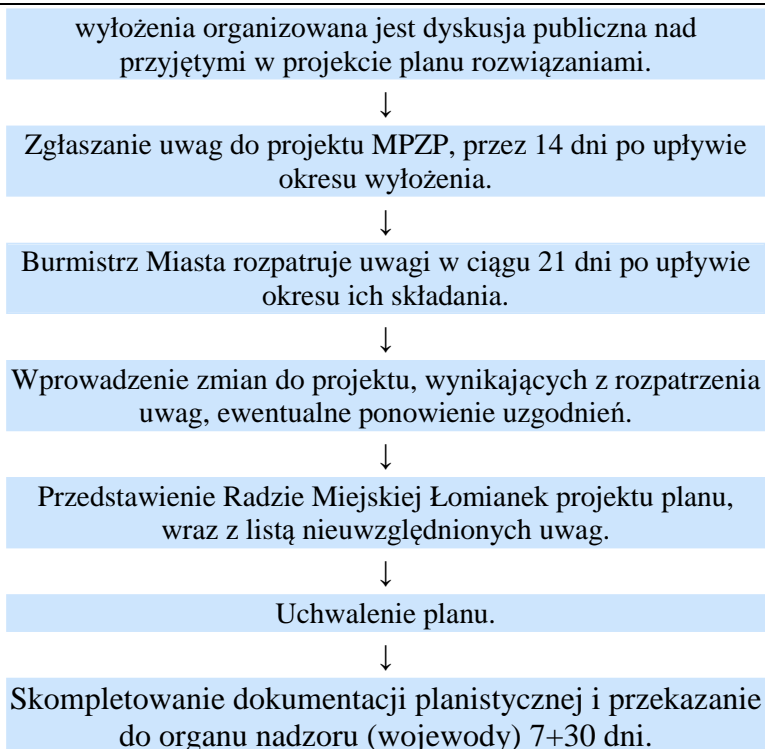 wyłożenia organizowana jest dyskusja publiczna nad
przyjętymi w projekcie planu rozwiązaniami.
↓
Zgłaszanie uwag do projektu MPZP, przez 14 dni po upływie
okresu wyłożenia.
↓
Burmistrz Miasta rozpatruje uwagi w ciągu 21 dni po upływie
okresu ich składania.
↓
Wprowadzenie zmian do projektu, wynikających z rozpatrzenia
uwag, ewentualne ponowienie uzgodnień.
↓
Przedstawienie Radzie Miejskiej Łomianek projektu planu,
wraz z listą nieuwzględnionych uwag.
↓
Uchwalenie planu.
↓
Skompletowanie dokumentacji planistycznej i przekazanie
do organu nadzoru (wojewody) 7+30 dni.